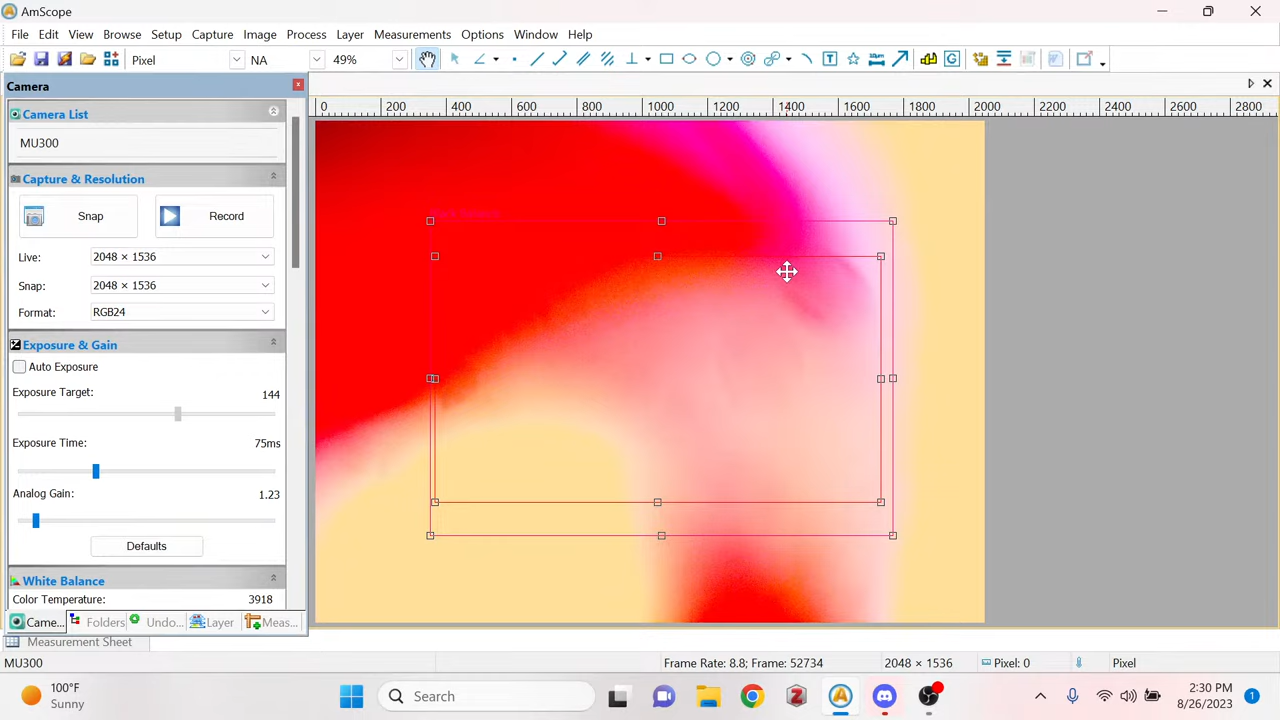 AmScope
File Edit View Browse Setup Capture Image Process Layer Measurements Options Window Help
Pixel NA 49%
Camera
0 200 400 600 800 1000 1200 1400 1600 1800 2000 2200 2400 2600 2800
Camera List
MU300
Capture & Resolution
Snap Record
Live: 2048 × 1536
Snap: 2048 × 1536
Format: RGB24
Exposure & Gain
Auto Exposure
Exposure Target: 144
Exposure Time: 75ms
Analog Gain: 1.23
Defaults
White Balance
Color Temperature: 3918
Came... Folders Undo... Layer Meas...
Measurement Sheet
MU300 Frame Rate: 8.8; Frame: 52734 2048 × 1536 Pixel: 0 Pixel
100°F
Sunny
Search
2:30 PM
8/26/2023
1